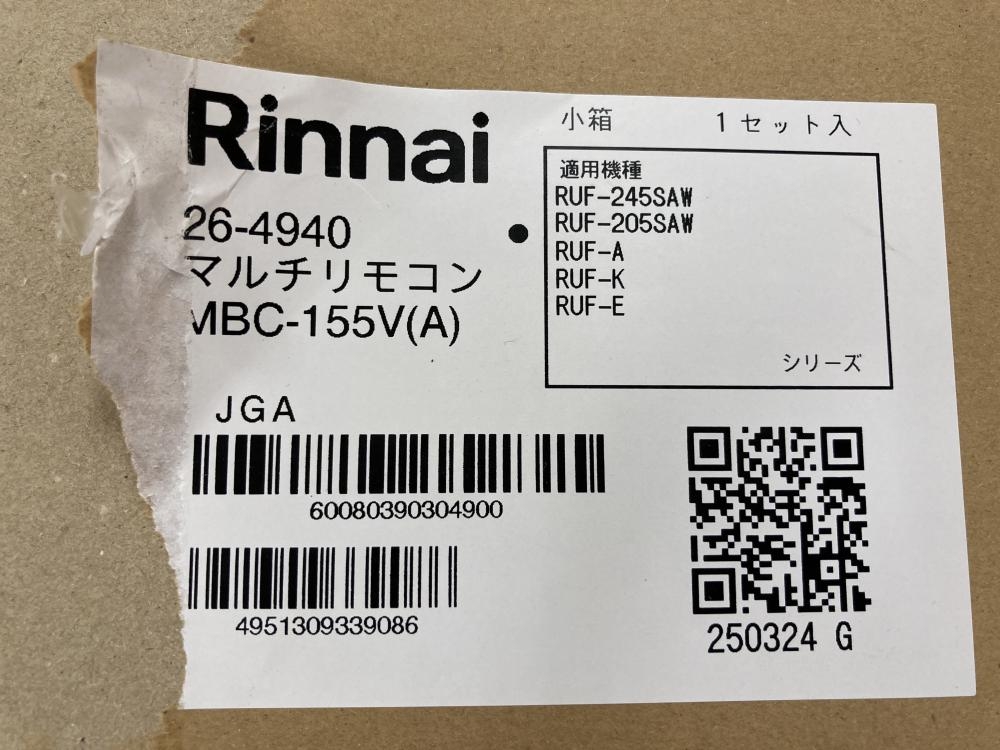 Rinnai
26-4940
マルチリモコン
MBC-155V(A)
JGA
60080390304900
4951309339086
小箱 1セット入
適用機種
RUF-245SAW
RUF-205SAW
RUF-A
RUF-K
RUF-E
シリーズ
250324 G